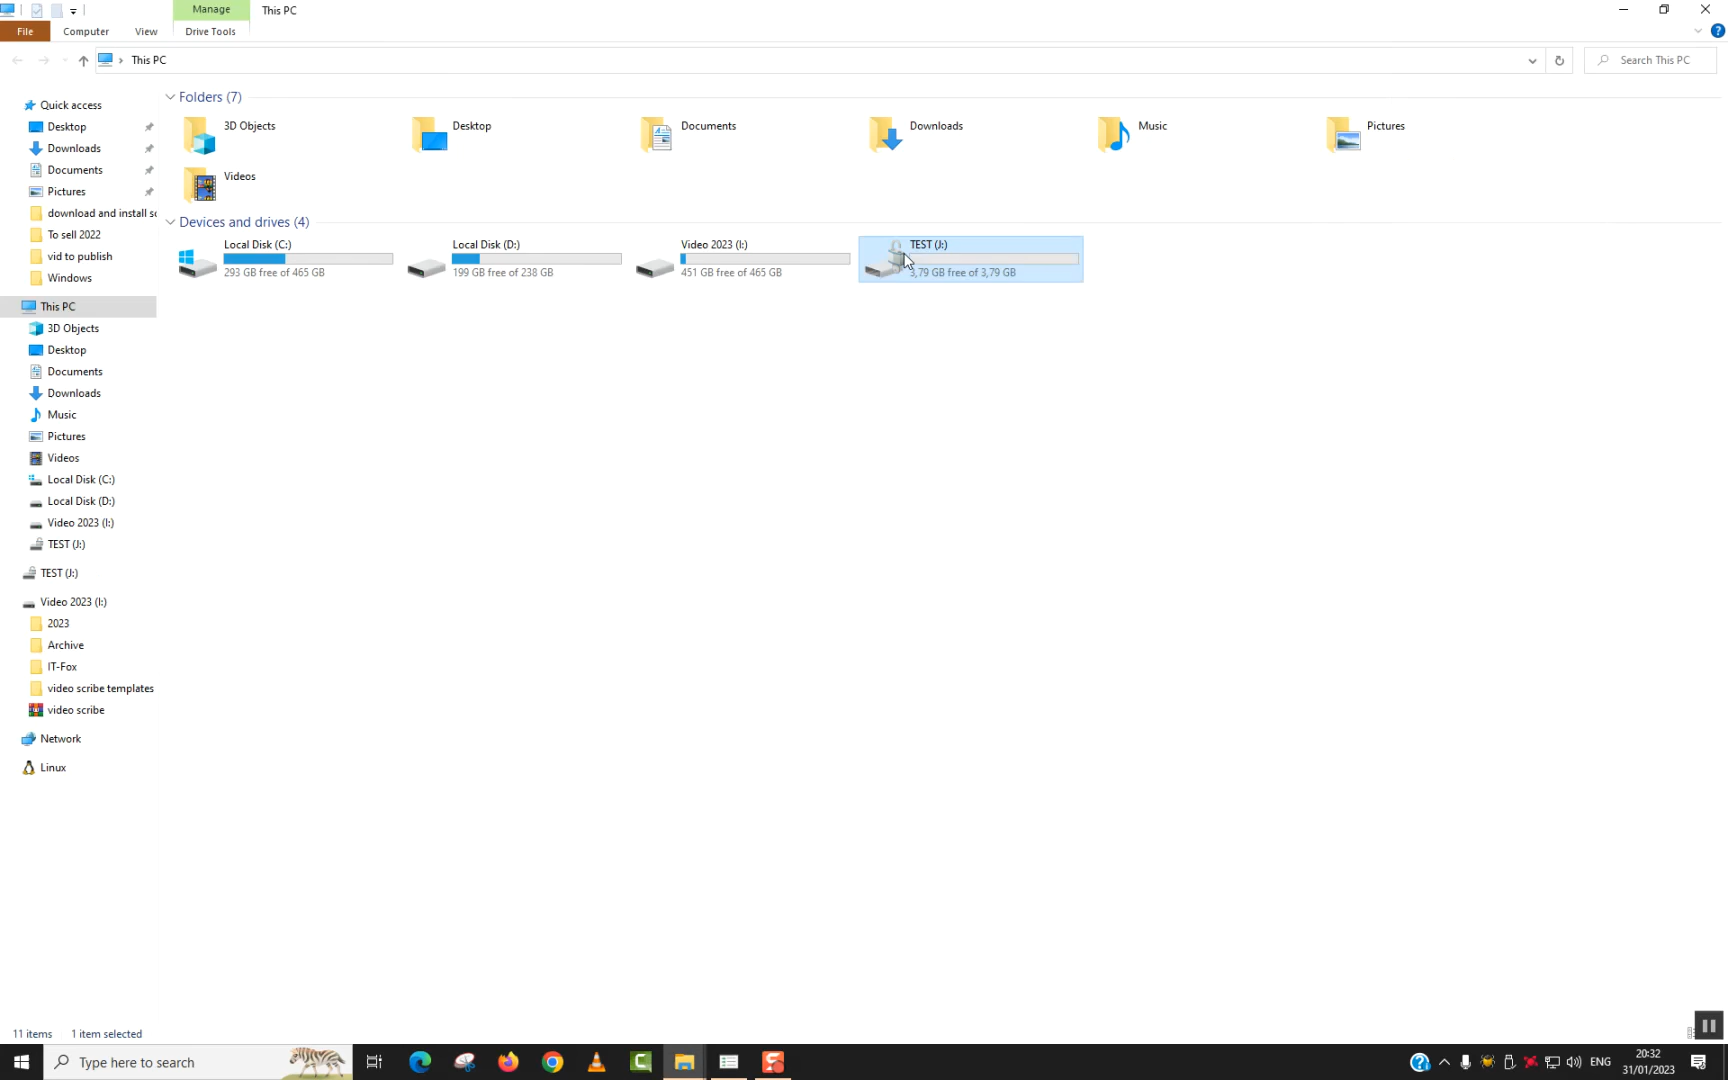 Manage
This PC
File
Computer
View
Drive Tools
This PC
Search This PC
Quick access
Desktop
Downloads
Documents
Pictures
download and install sc
To sell 2022
vid to publish
Windows
This PC
3D Objects
Desktop
Documents
Downloads
Music
Pictures
Videos
Local Disk (C:)
Local Disk (D:)
Video 2023 (I:)
TEST (J:)
TEST (J:)
Video 2023 (I:)
2023
Archive
IT-Fox
video scribe templates
video scribe
Network
Linux
Folders (7)
3D Objects
Desktop
Documents
Downloads
Music
Pictures
Videos
Devices and drives (4)
Local Disk (C:)
293 GB free of 465 GB
Local Disk (D:)
199 GB free of 238 GB
Video 2023 (I:)
451 GB free of 465 GB
TEST (J:)
3,79 GB free of 3,79 GB
11 items 1 item selected
Type here to search
ENG
20:32
31/01/2023